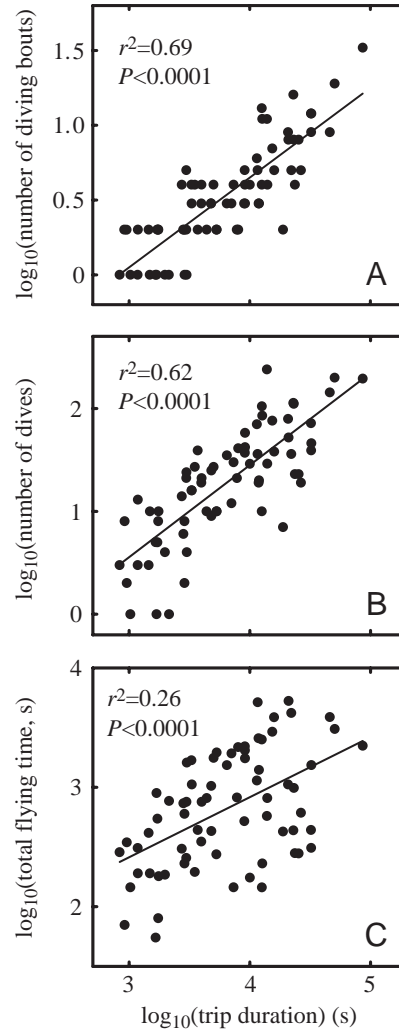 r²=0.69
P<0.0001
1.5
1.0
0.5
0
log₁₀(number of diving bouts)
A
r²=0.62
P<0.0001
2
1
0
log₁₀(number of dives)
B
r²=0.26
P<0.0001
4
3
2
log₁₀(total flying time, s)
C
3
4
5
log₁₀(trip duration) (s)